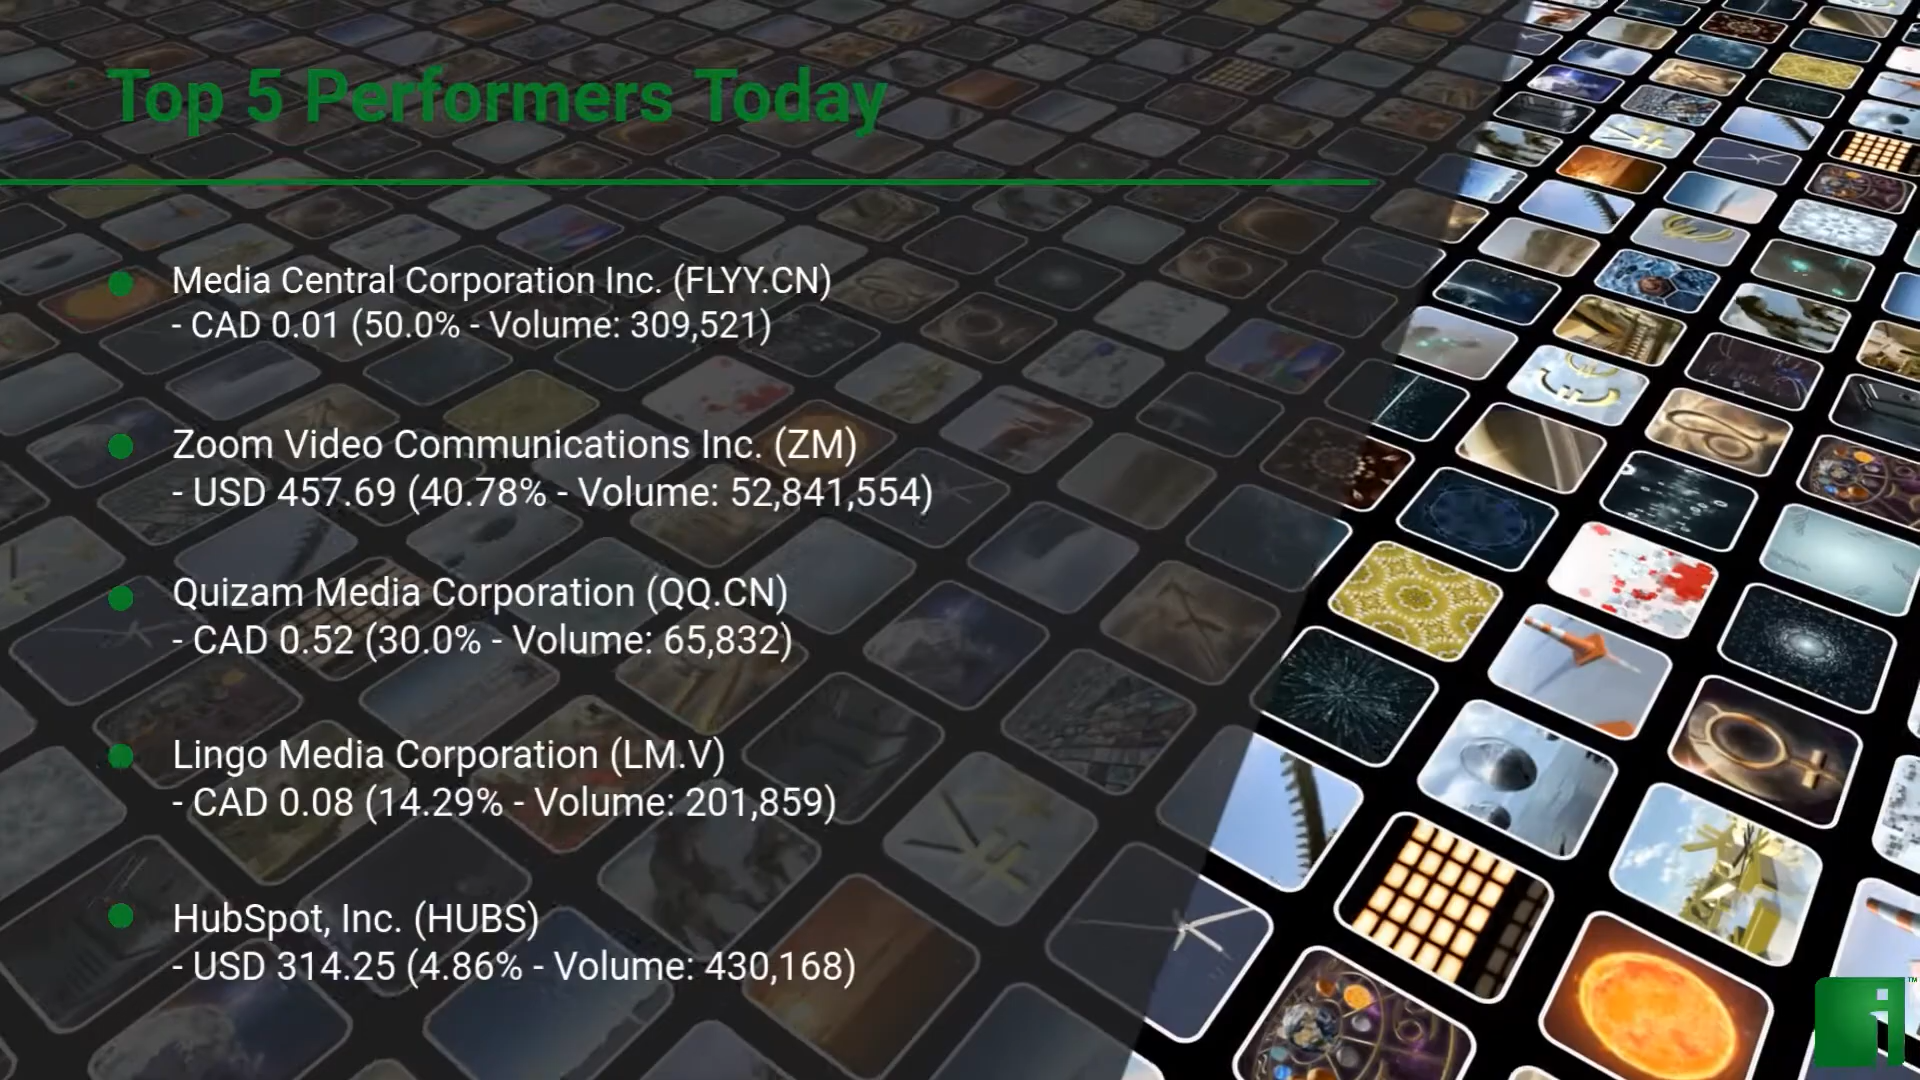 Top 5 Performers Today
Media Central Corporation Inc. (FLYY.CN)
- CAD 0.01 (50.0% - Volume: 309,521)
Zoom Video Communications Inc. (ZM)
- USD 457.69 (40.78% - Volume: 52,841,554)
Quizam Media Corporation (QQ.CN)
- CAD 0.52 (30.0% - Volume: 65,832)
Lingo Media Corporation (LM.V)
- CAD 0.08 (14.29% - Volume: 201,859)
HubSpot, Inc. (HUBS)
- USD 314.25 (4.86% - Volume: 430,168)
i ™